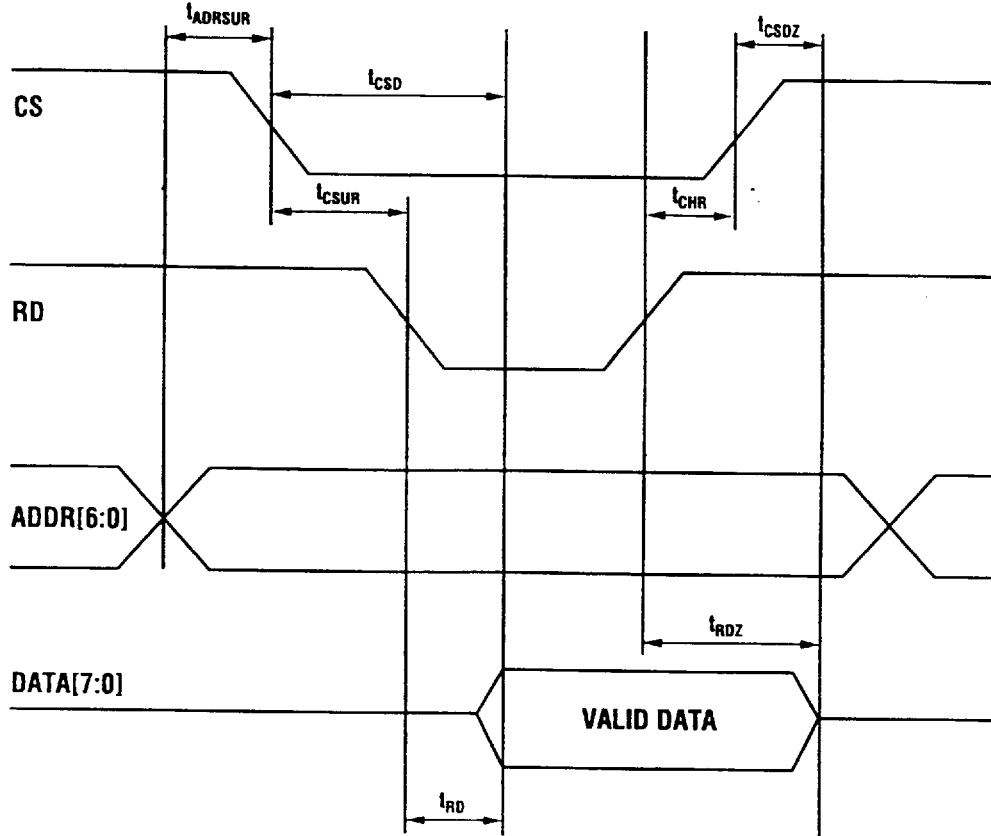 tADRSUR
tCSDZ
tCSD
CS
tCSUR
tCHR
RD
ADDR[6:0]
tRDZ
DATA[7:0]
VALID DATA
tRD